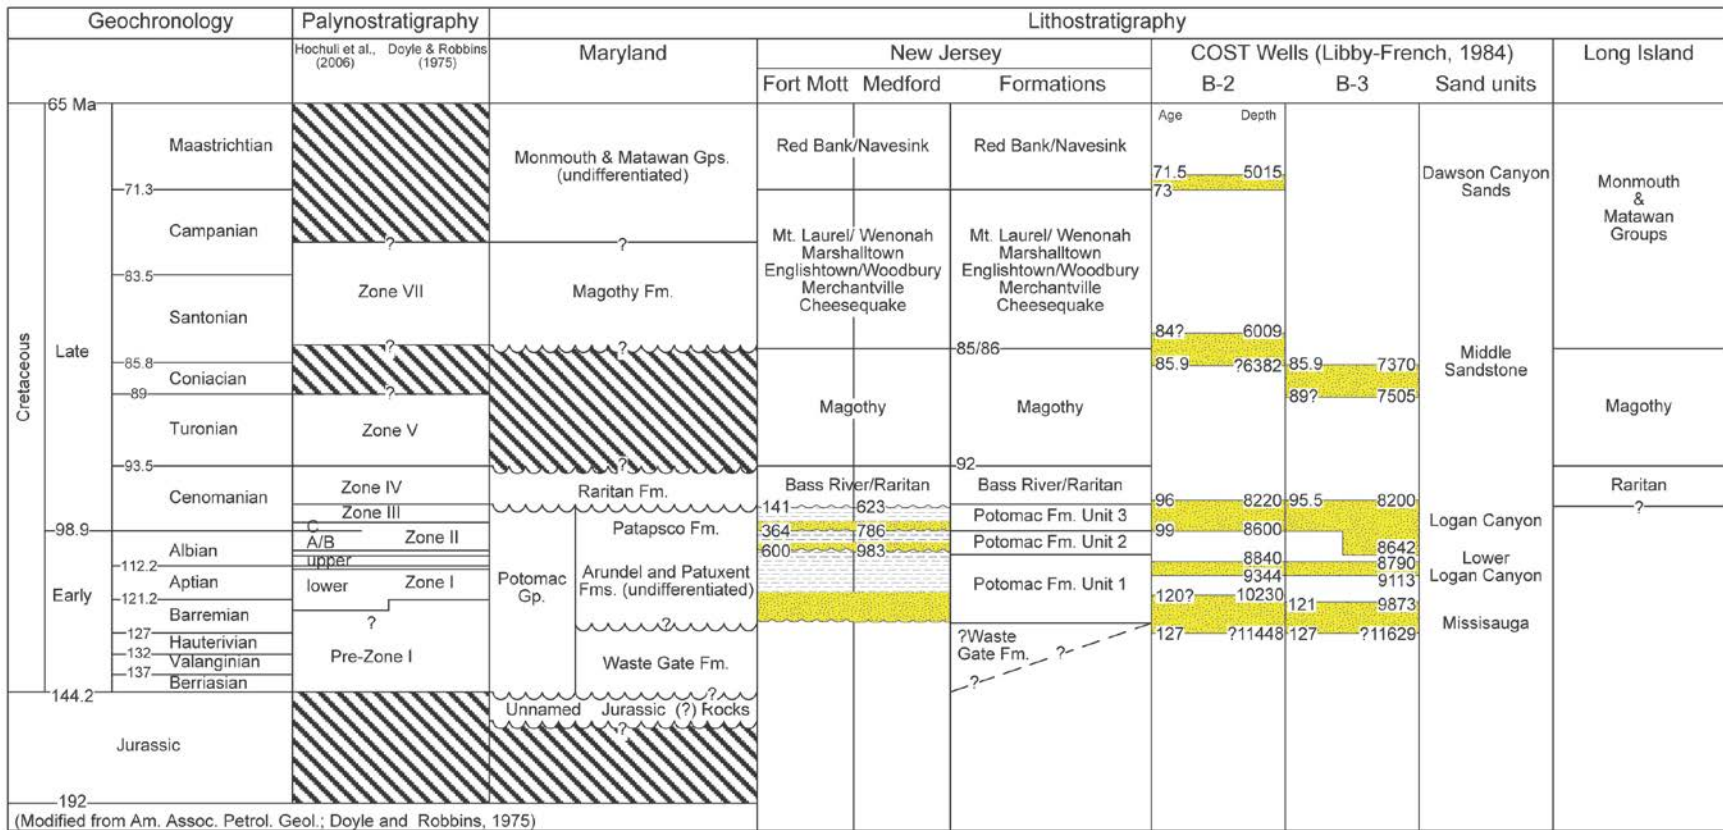 Geochronology Palynostratigraphy Lithostratigraphy
Hochuli et al., Doyle & Robbins
(2006) (1975)
Maryland New Jersey COST Wells (Libby-French, 1984) Long Island
Fort Mott Medford Formations B-2 B-3 Sand units
65 Ma
Age Depth
Cretaceous
Late
Early
Maastrichtian
71.3
Campanian
83.5
Santonian
85.8
Coniacian
89
Turonian
93.5
Cenomanian
98.9
Albian
112.2
Aptian
121.2
Barremian
127
Hauterivian
132
Valanginian
137
Berriasian
144.2
Jurassic
192
?
Zone VII
?
?
Zone V
Zone IV
Zone III
C
A/B Zone II
upper
lower Zone I
?
Pre-Zone I
Monmouth & Matawan Gps.
(undifferentiated)
?
Magothy Fm.
?
?
Raritan Fm.
Potomac
Gp.
Patapsco Fm.
Arundel and Patuxent
Fms. (undifferentiated)
?
Waste Gate Fm.
?
Unnamed Jurassic (?) Rocks
?
Red Bank/Navesink
Mt. Laurel/ Wenonah
Marshalltown
Englishtown/Woodbury
Merchantville
Cheesequake
Magothy
Bass River/Raritan
141 623
364 786
600 983
Red Bank/Navesink
Mt. Laurel/ Wenonah
Marshalltown
Englishtown/Woodbury
Merchantville
Cheesequake
85/86
Magothy
92
Bass River/Raritan
Potomac Fm. Unit 3
Potomac Fm. Unit 2
Potomac Fm. Unit 1
?Waste
Gate Fm. ?
?
71.5 5015
73
84? 6009
85.9 ?6382
96 8220
99 8600
8840
9344
120? 10230
127 ?11448
85.9 7370
89? 7505
95.5 8200
8642
8790
9113
121 9873
127 ?11629
Dawson Canyon
Sands
Middle
Sandstone
Logan Canyon
Lower
Logan Canyon
Missisauga
Monmouth
&
Matawan
Groups
Magothy
Raritan
?
(Modified from Am. Assoc. Petrol. Geol.; Doyle and Robbins, 1975)